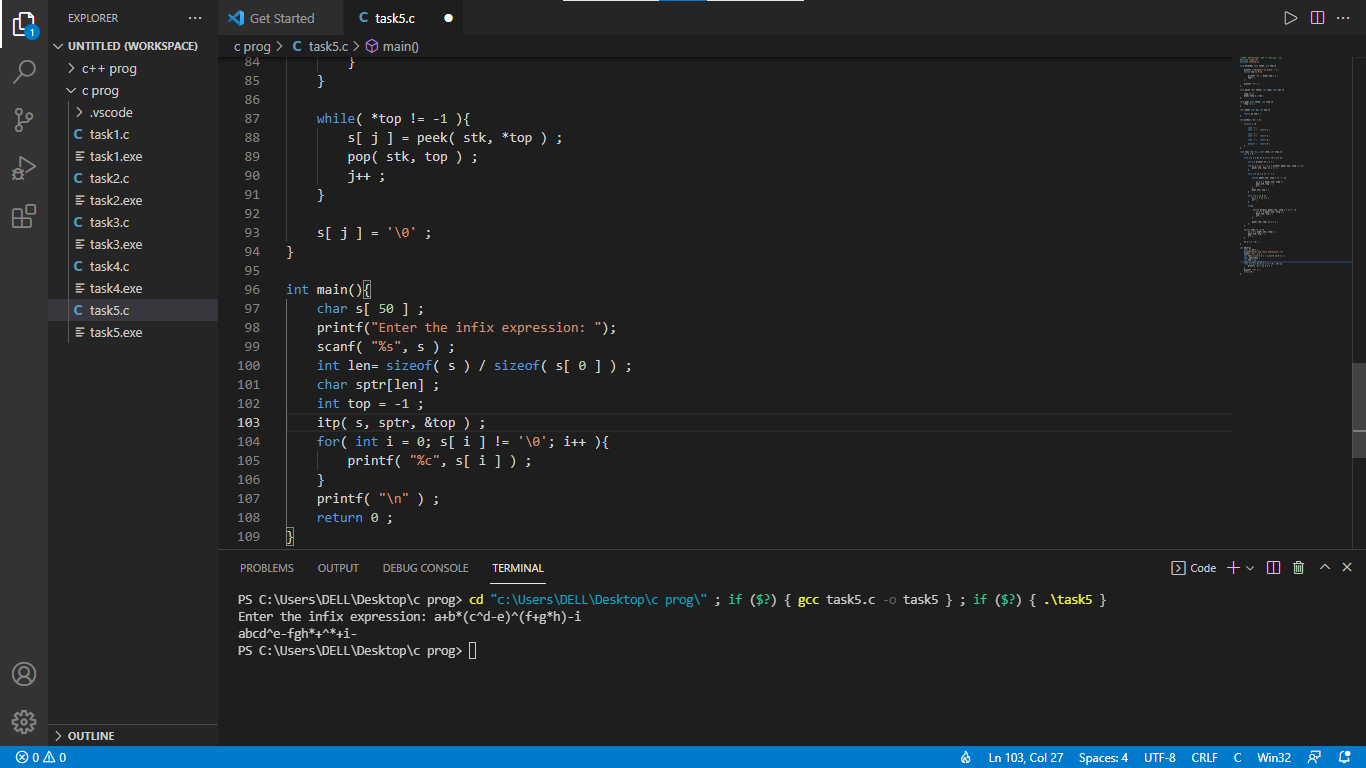 1
EXPLORER ...
UNTITLED (WORKSPACE)
c++ prog
c prog
.vscode
C task1.c
task1.exe
C task2.c
task2.exe
C task3.c
task3.exe
C task4.c
task4.exe
C task5.c
task5.exe
OUTLINE
Get Started
C task5.c
c prog > C task5.c > main()
84 }
85 }
86
87 while( *top != -1 ){
88 s[ j ] = peek( stk, *top ) ;
89 pop( stk, top ) ;
90 j++ ;
91 }
92
93 s[ j ] = '\0' ;
94 }
95
96 int main(){
97 char s[ 50 ] ;
98 printf("Enter the infix expression: ");
99 scanf( "%s", s ) ;
100 int len= sizeof( s ) / sizeof( s[ 0 ] ) ;
101 char sptr[len] ;
102 int top = -1 ;
103 itp( s, sptr, &top ) ;
104 for( int i = 0; s[ i ] != '\0'; i++ ){
105 printf( "%c", s[ i ] ) ;
106 }
107 printf( "\n" ) ;
108 return 0 ;
109 }
PROBLEMS OUTPUT DEBUG CONSOLE TERMINAL
Code
PS C:\Users\DELL\Desktop\c prog> cd "c:\Users\DELL\Desktop\c prog\" ; if ($?) { gcc task5.c -o task5 } ; if ($?) { .\task5 }
Enter the infix expression: a+b*(c^d-e)^(f+g*h)-i
abcd^e-fgh*+^*+i-
PS C:\Users\DELL\Desktop\c prog>
0 0
Ln 103, Col 27 Spaces: 4 UTF-8 CRLF C Win32